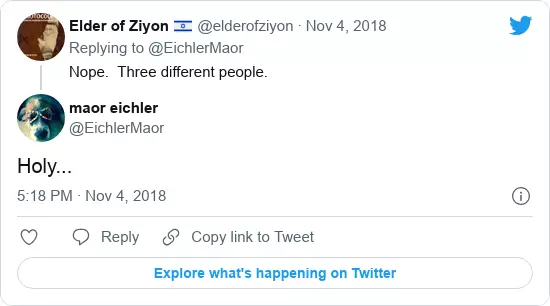 Elder of Ziyon 🇮🇱 @elderofziyon · Nov 4, 2018
Replying to @EichlerMaor
Nope.  Three different people.
maor eichler
@EichlerMaor
Holy...
5:18 PM · Nov 4, 2018
Reply
Copy link to Tweet
Explore what's happening on Twitter